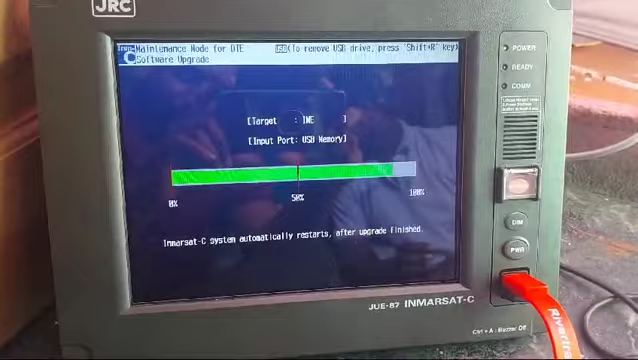 JRC
Maintenance Mode for DTE
Software Upgrade
USB(To remove USB drive, press 'Shift+R' key)
[Target : IME ]
[Input Port: USB Memory]
0%
50%
100%
Inmarsat-C system automatically restarts, after upgrade finished.
POWER
READY
COMM
DIM
PWR
JUE-87 INMARSAT-C
Ctrl + A : Buzzer Off